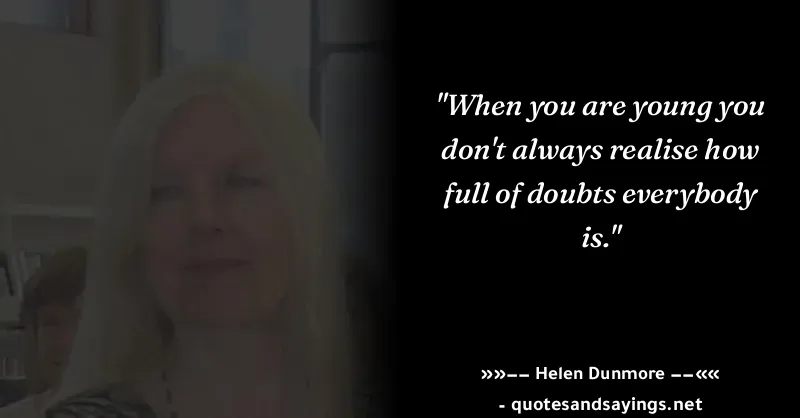 "When you are young you
don't always realise how
full of doubts everybody
is."
»»–– Helen Dunmore ––««
- quotesandsayings.net